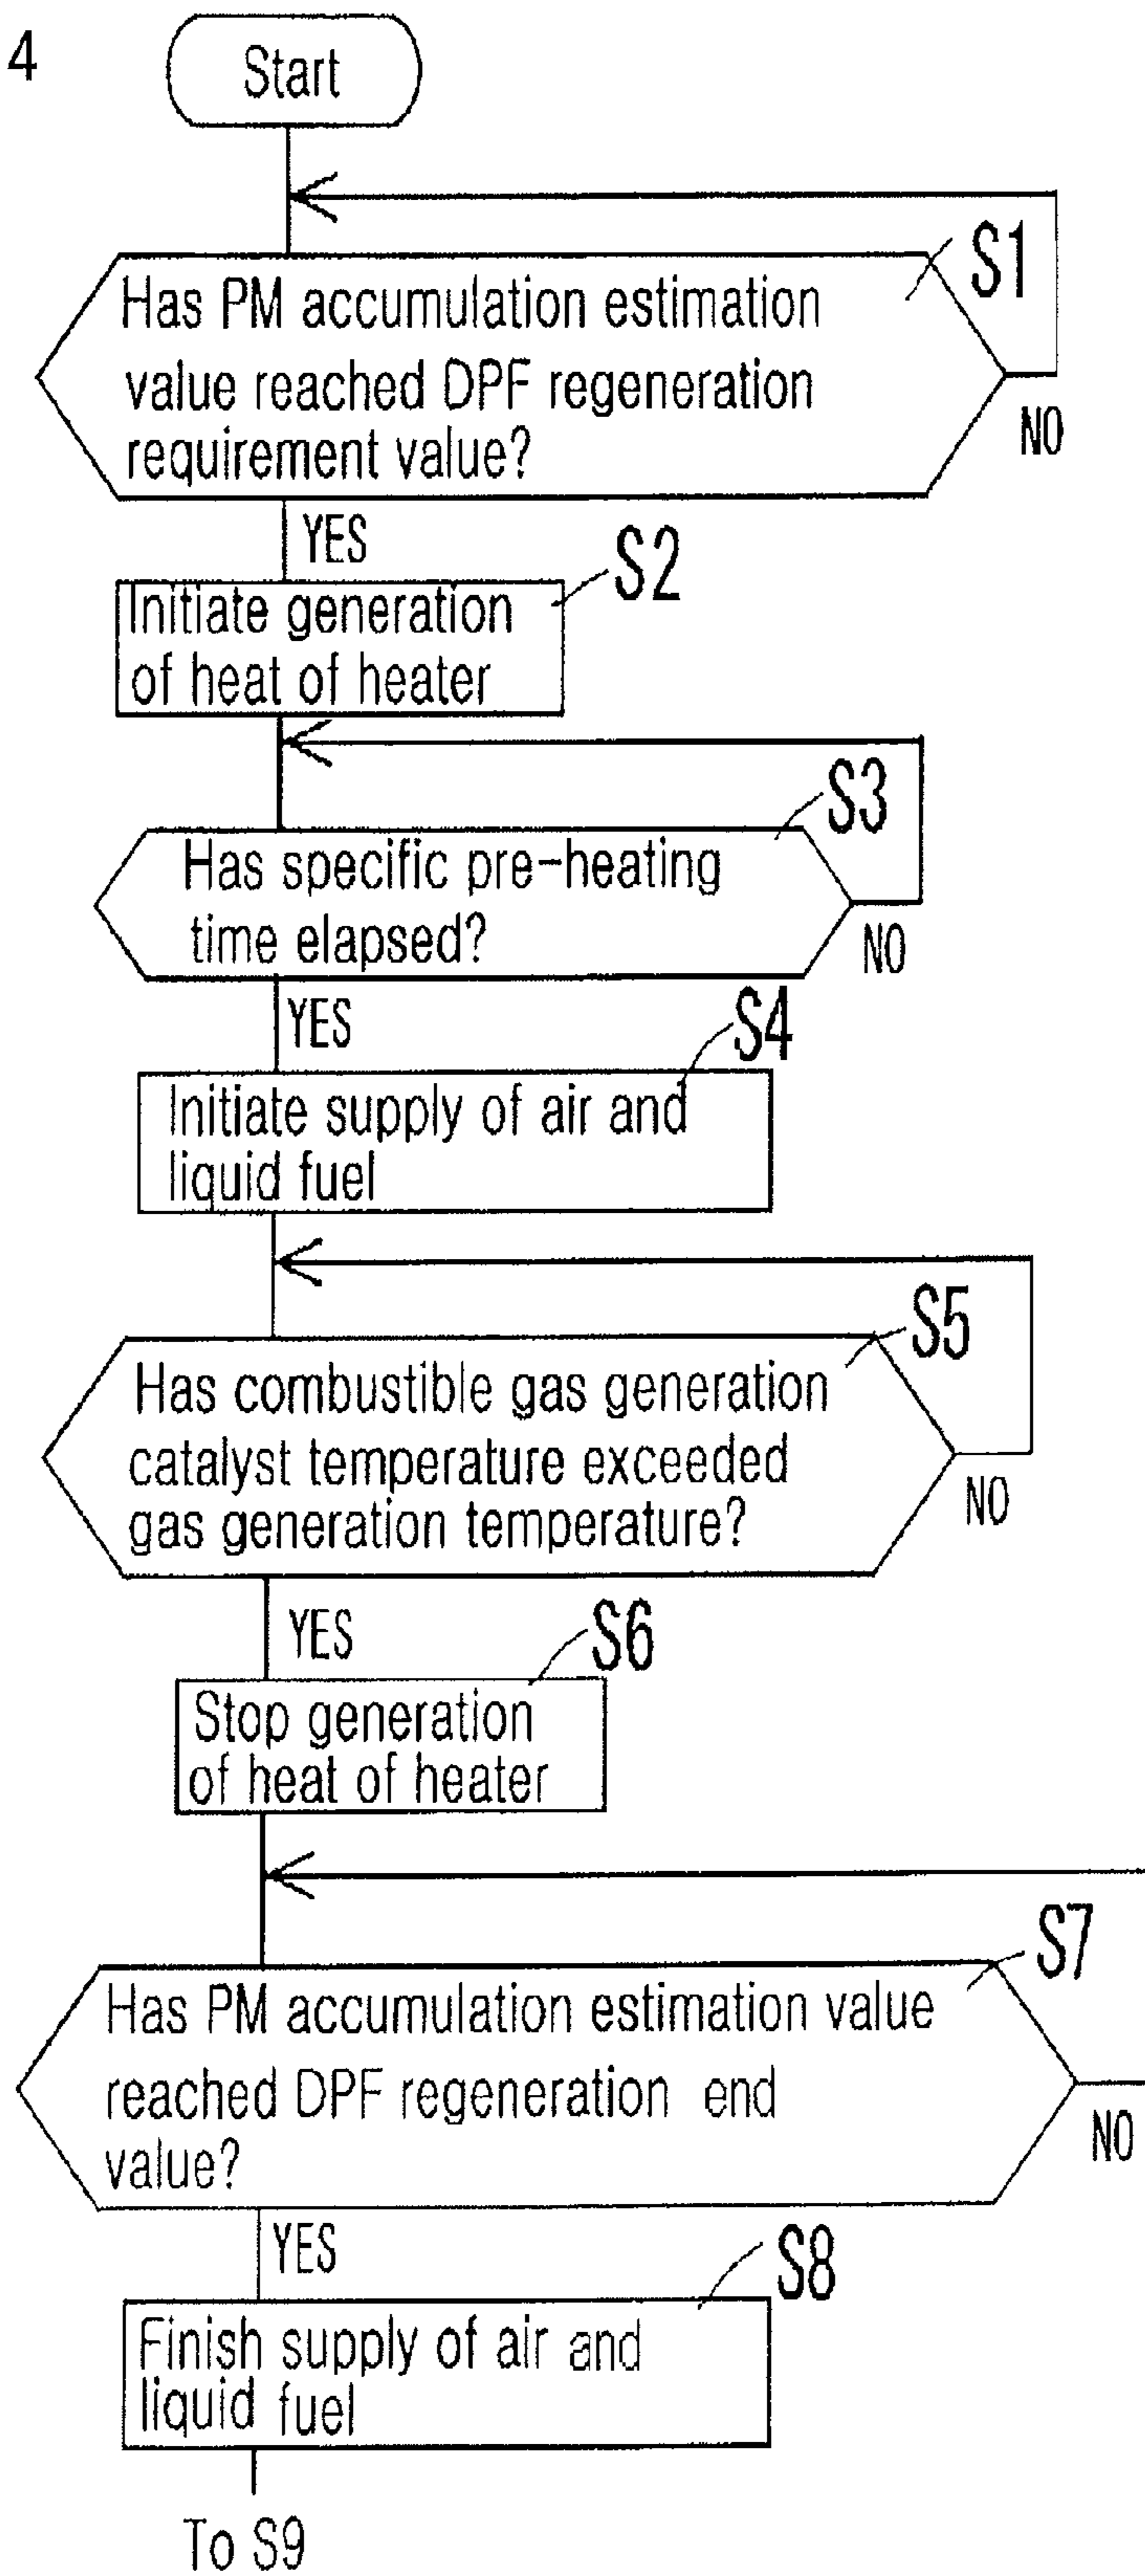 4
Start
S1
Has PM accumulation estimation
value reached DPF regeneration
requirement value?
NO
YES
S2
Initiate generation
of heat of heater
S3
Has specific pre-heating
time elapsed?
NO
YES
S4
Initiate supply of air and
liquid fuel
S5
Has combustible gas generation
catalyst temperature exceeded
gas generation temperature?
NO
YES
S6
Stop generation
of heat of heater
S7
Has PM accumulation estimation value
reached DPF regeneration end
value?
NO
YES
S8
Finish supply of air and
liquid fuel
To S9